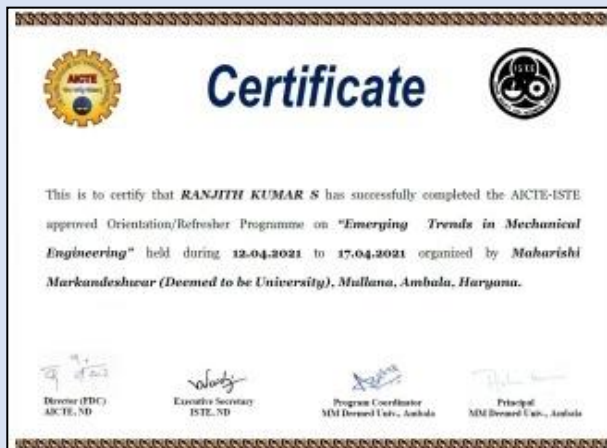 AICTE
Certificate
ISTE
This is to certify that RANJITH KUMAR S has successfully completed the AICTE-ISTE
approved Orientation/Refresher Programme on "Emerging Trends in Mechanical
Engineering" held during 12.04.2021 to 17.04.2021 organized by Maharishi
Markandeshwar (Deemed to be University), Mullana, Ambala, Haryana.
Director (FDC)
AICTE, ND
Executive Secretary
ISTE, ND
Program Coordinator
MM Deemed Univ., Ambala
Principal
MM Deemed Univ., Ambala